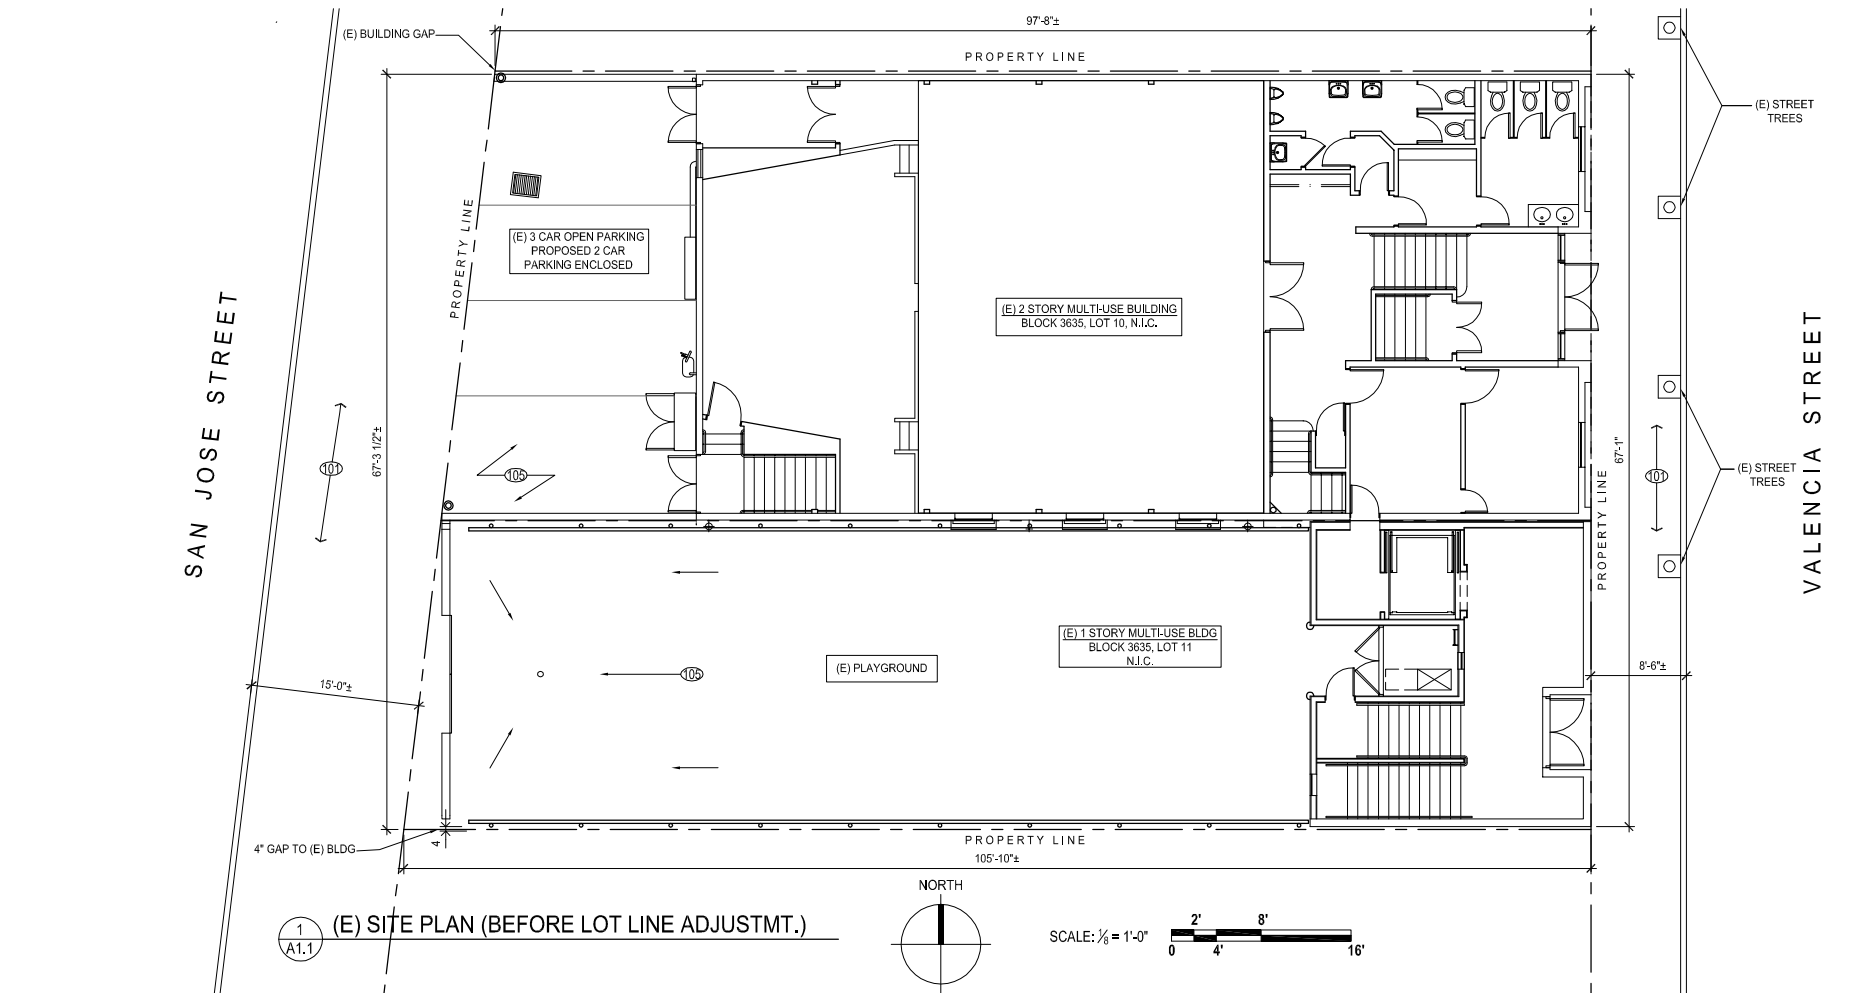 97'-8"±
(E) BUILDING GAP
PROPERTY LINE
(E) STREET
TREES
(E) 3 CAR OPEN PARKING
PROPOSED 2 CAR
PARKING ENCLOSED
PROPERTY LINE
(E) 2 STORY MULTI-USE BUILDING
BLOCK 3635, LOT 10, N.I.C.
SAN JOSE STREET
VALENCIA STREET
67'-3 1/2"±
67'-1"
101
105
101
(E) STREET
TREES
PROPERTY LINE
(E) 1 STORY MULTI-USE BLDG
BLOCK 3635, LOT 11
N.I.C.
(E) PLAYGROUND
105
15'-0"±
8'-6"±
4" GAP TO (E) BLDG
4
PROPERTY LINE
105'-10"±
NORTH
1
A1.1
(E) SITE PLAN (BEFORE LOT LINE ADJUSTMT.)
SCALE: 1/8 = 1'-0"
2' 8'
0 4' 16'